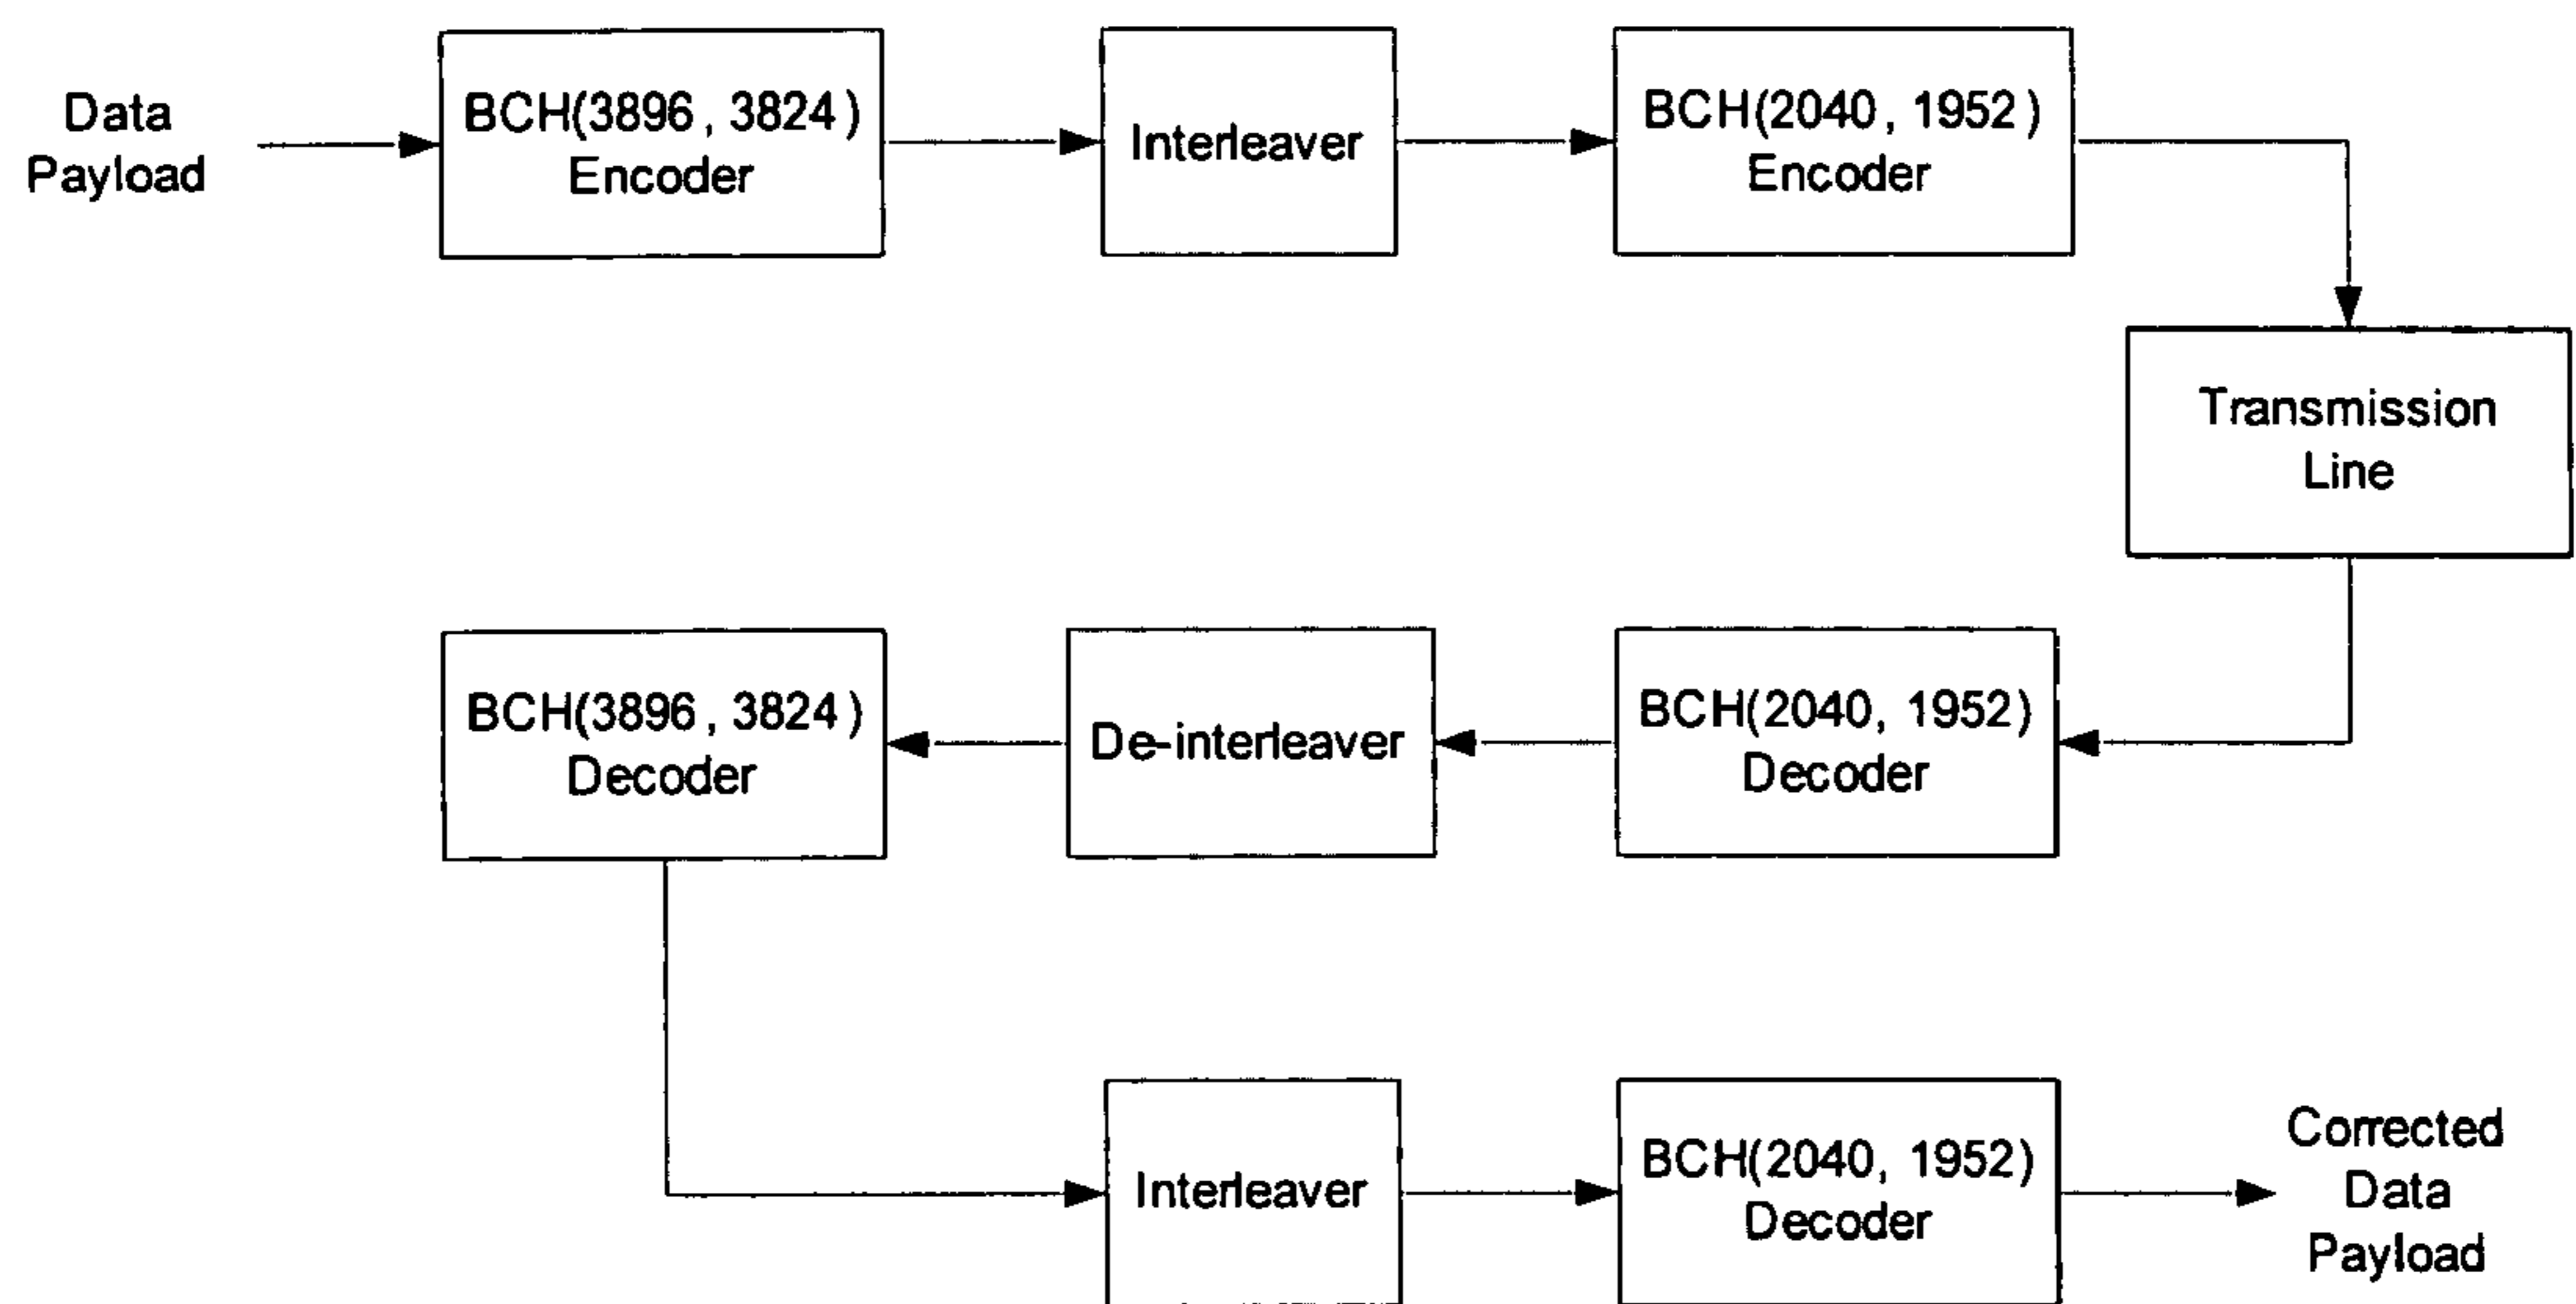 Data
Payload
BCH(3896, 3824)
Encoder
Interleaver
BCH(2040, 1952)
Encoder
Transmission
Line
BCH(3896, 3824)
Decoder
De-interleaver
BCH(2040, 1952)
Decoder
Interleaver
BCH(2040, 1952)
Decoder
Corrected
Data
Payload